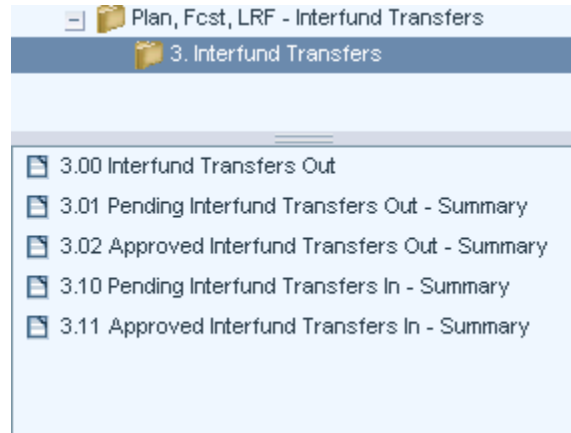 Plan, Fcst, LRF - Interfund Transfers
3. Interfund Transfers
3.00 Interfund Transfers Out
3.01 Pending Interfund Transfers Out - Summary
3.02 Approved Interfund Transfers Out - Summary
3.10 Pending Interfund Transfers In - Summary
3.11 Approved Interfund Transfers In - Summary